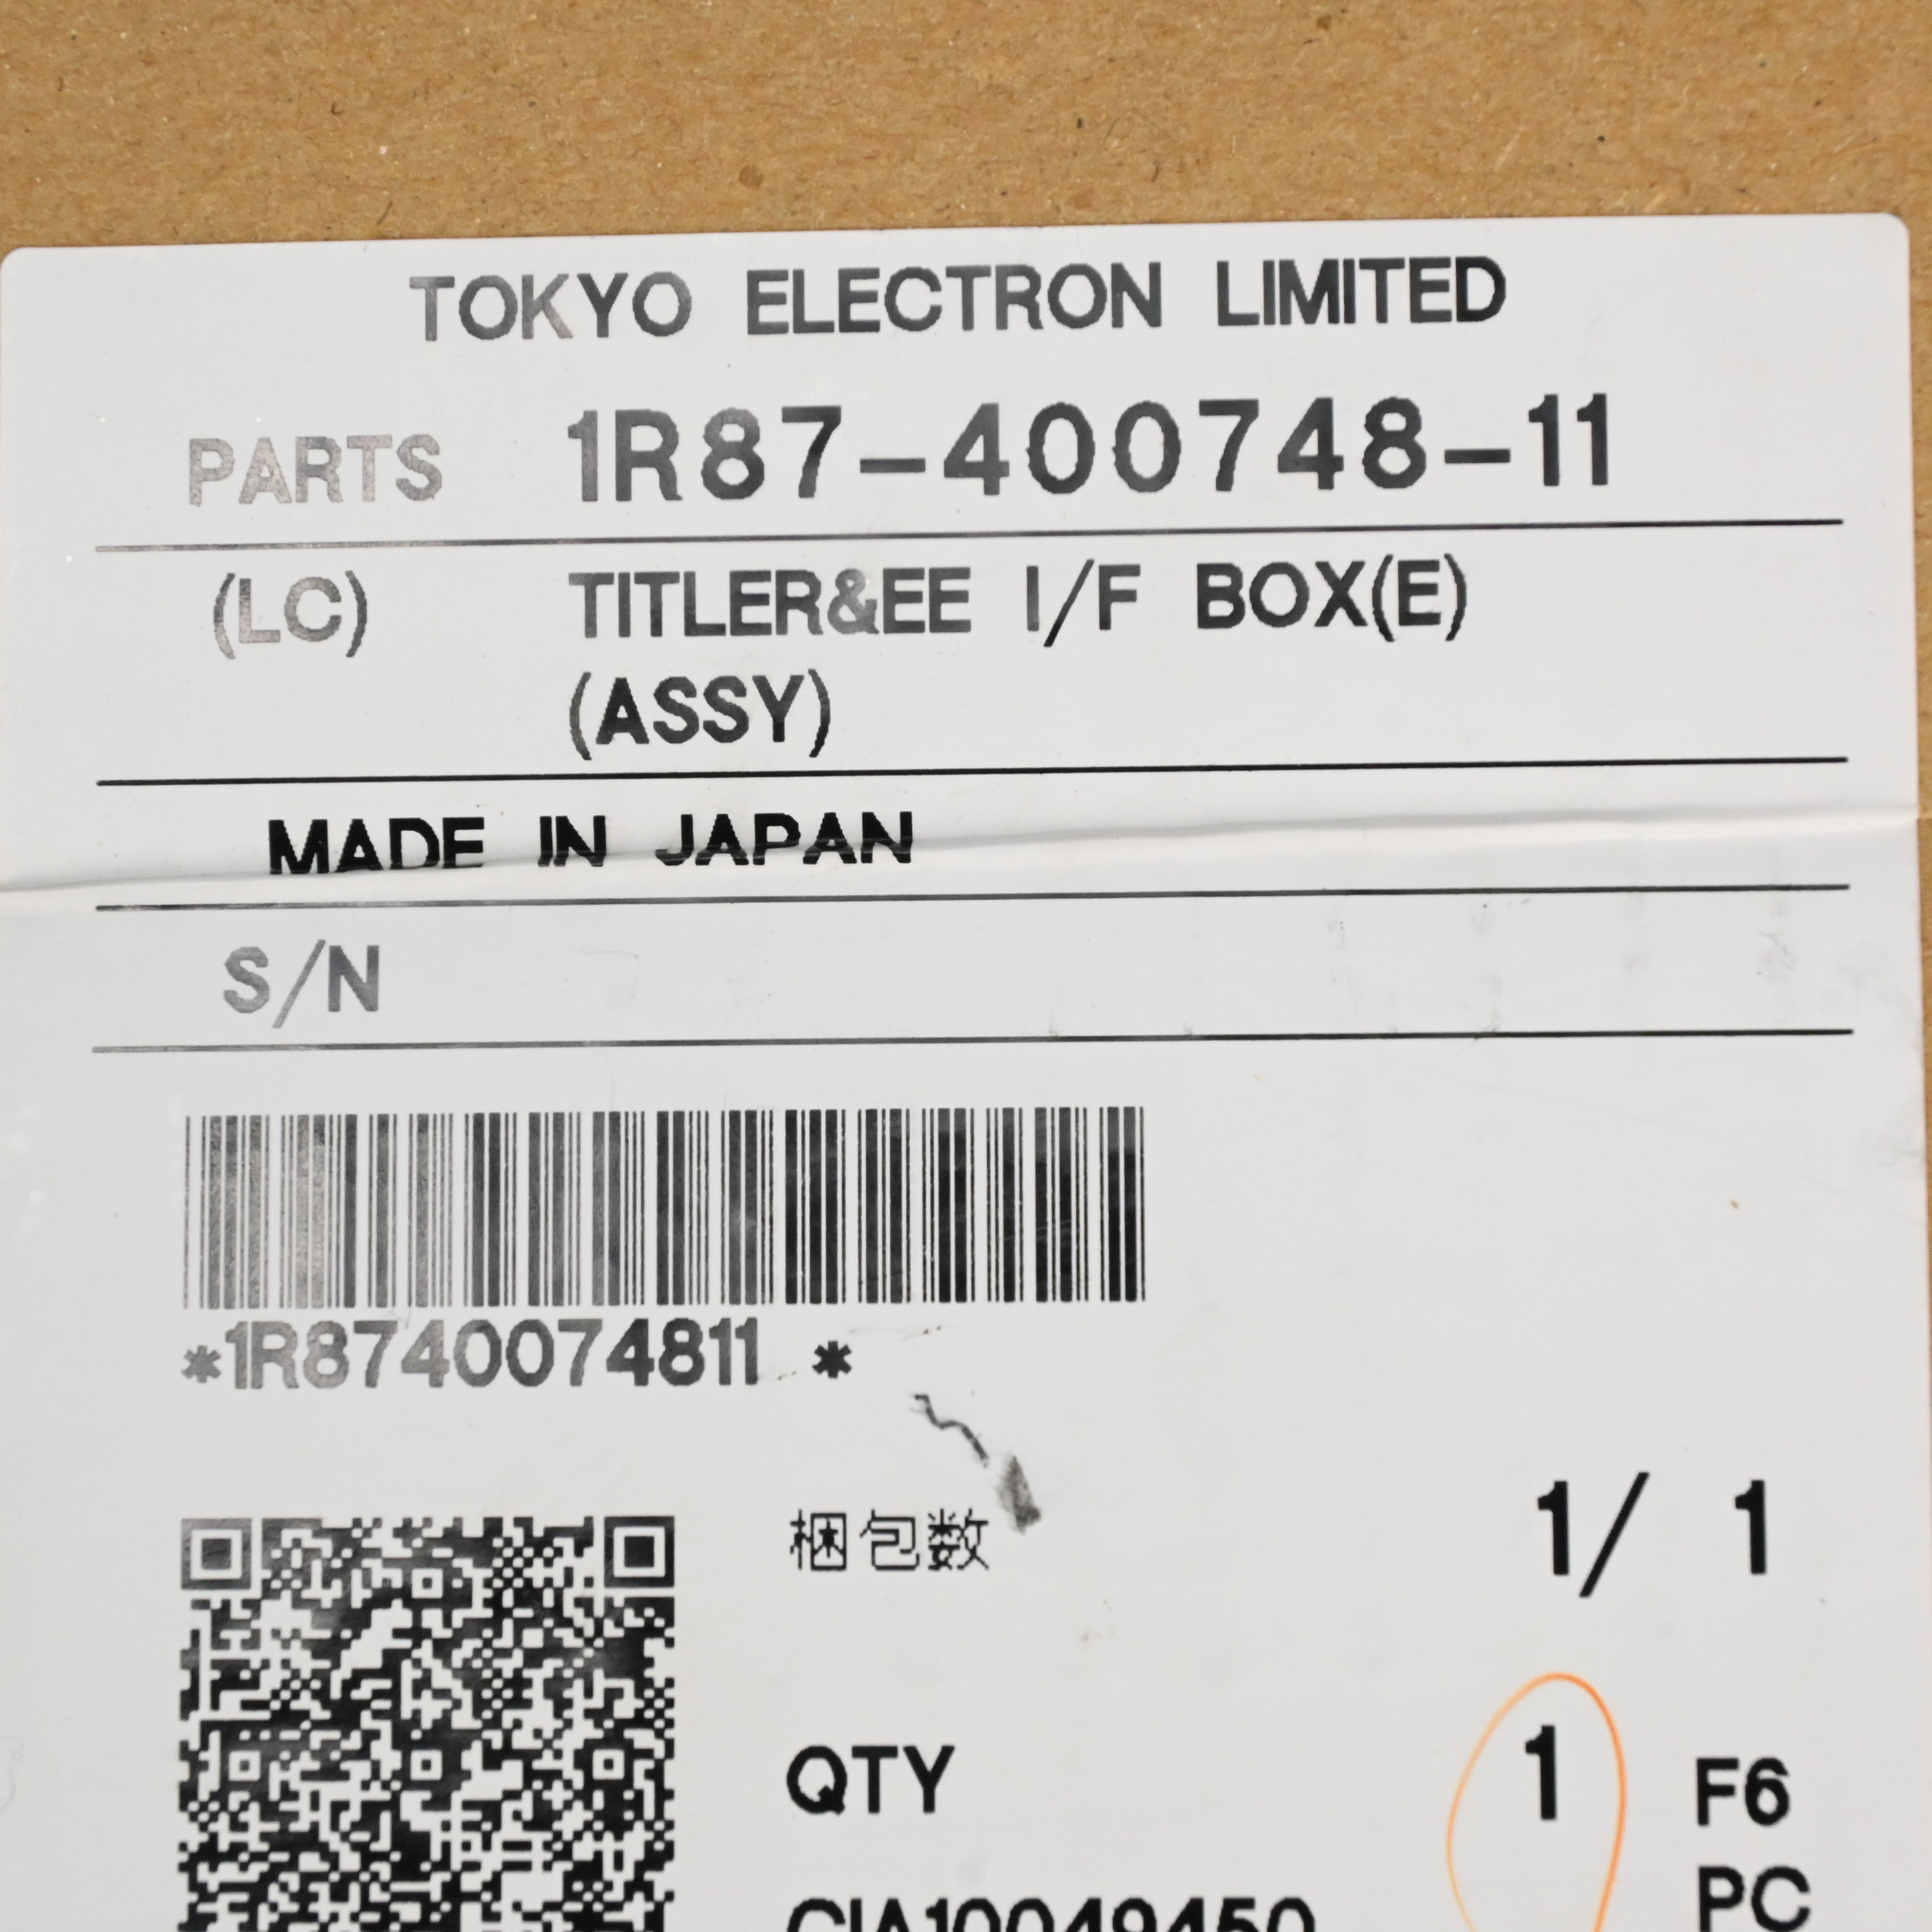 TOKYO ELECTRON LIMITED
PARTS 1R87-400748-11
(LC) TITLER&EE I/F BOX(E)
(ASSY)
MADE IN JAPAN
S/N
*1R8740074811 *
梱包数 1/ 1
QTY 1 F6
PC
CIA10049450